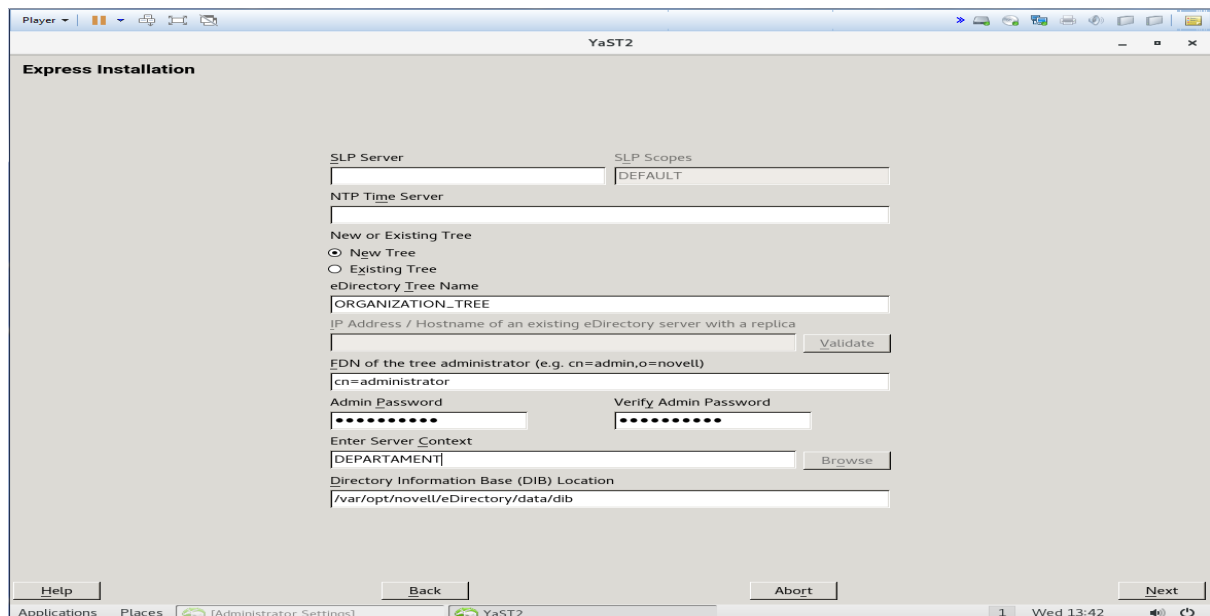 Player
YaST2
Express Installation
SLP Server SLP Scopes
DEFAULT
NTP Time Server
New or Existing Tree
New Tree
Existing Tree
eDirectory Tree Name
ORGANIZATION_TREE
IP Address / Hostname of an existing eDirectory server with a replica
Validate
FDN of the tree administrator (e.g. cn=admin,o=novell)
cn=administrator
Admin Password Verify Admin Password
Enter Server Context
DEPARTAMENT Browse
Directory Information Base (DIB) Location
/var/opt/novell/eDirectory/data/dib
Help Back Abort Next
Applications Places [Administrator Settings] YaST2 1 Wed 13:42